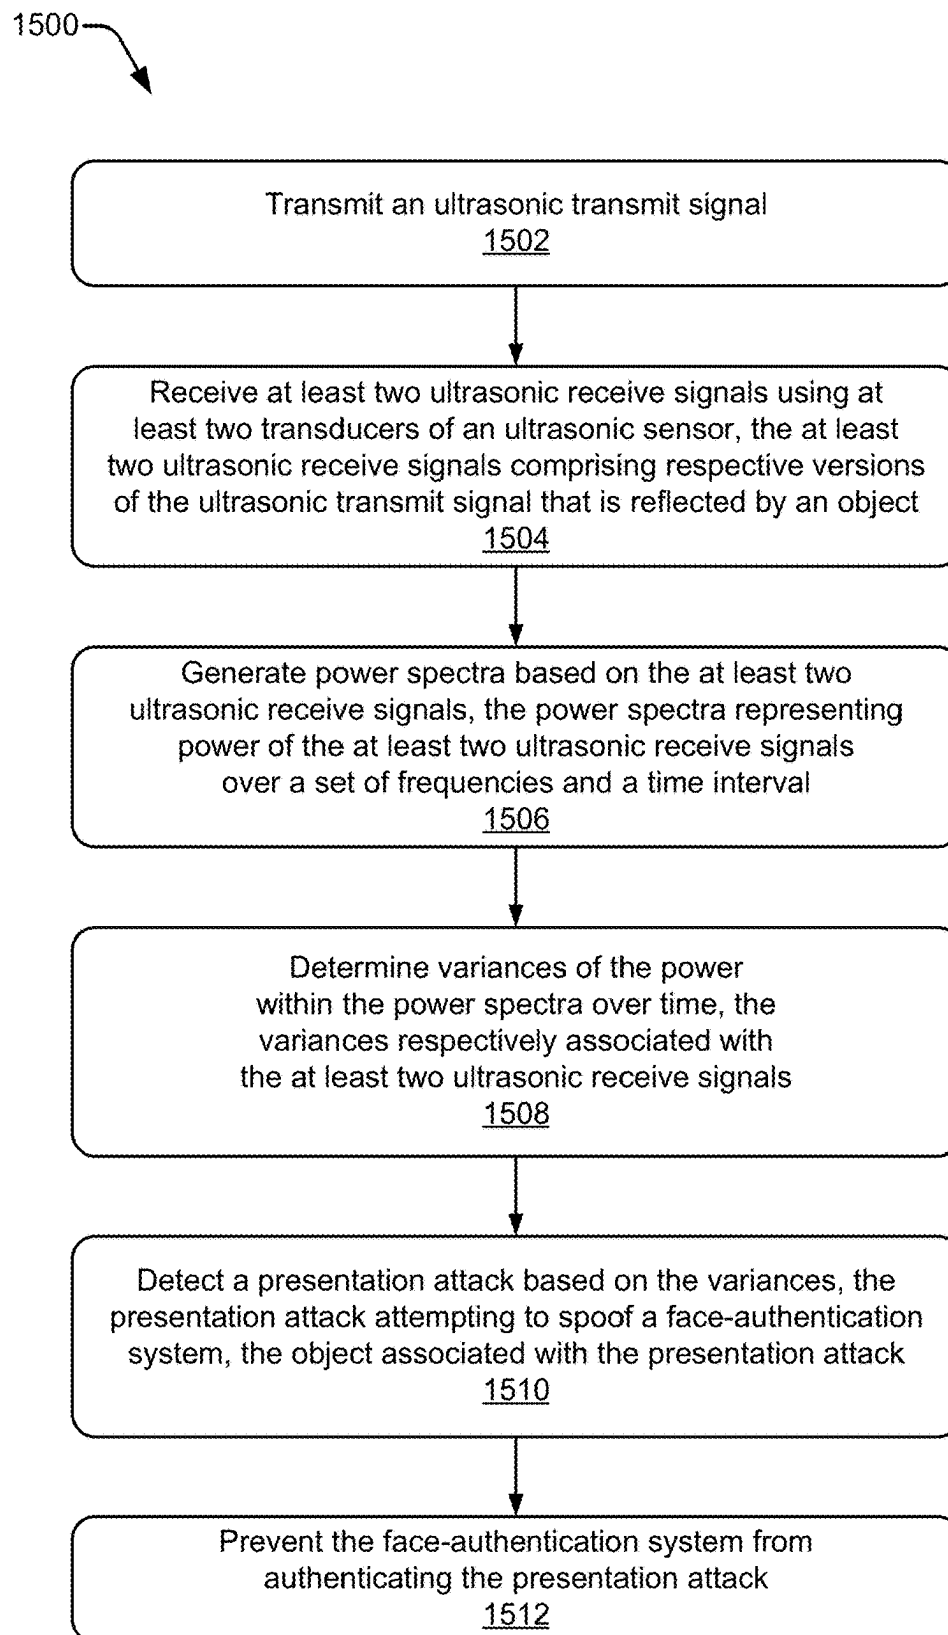 1500
Transmit an ultrasonic transmit signal
1502
Receive at least two ultrasonic receive signals using at
least two transducers of an ultrasonic sensor, the at least
two ultrasonic receive signals comprising respective versions
of the ultrasonic transmit signal that is reflected by an object
1504
Generate power spectra based on the at least two
ultrasonic receive signals, the power spectra representing
power of the at least two ultrasonic receive signals
over a set of frequencies and a time interval
1506
Determine variances of the power
within the power spectra over time, the
variances respectively associated with
the at least two ultrasonic receive signals
1508
Detect a presentation attack based on the variances, the
presentation attack attempting to spoof a face-authentication
system, the object associated with the presentation attack
1510
Prevent the face-authentication system from
authenticating the presentation attack
1512